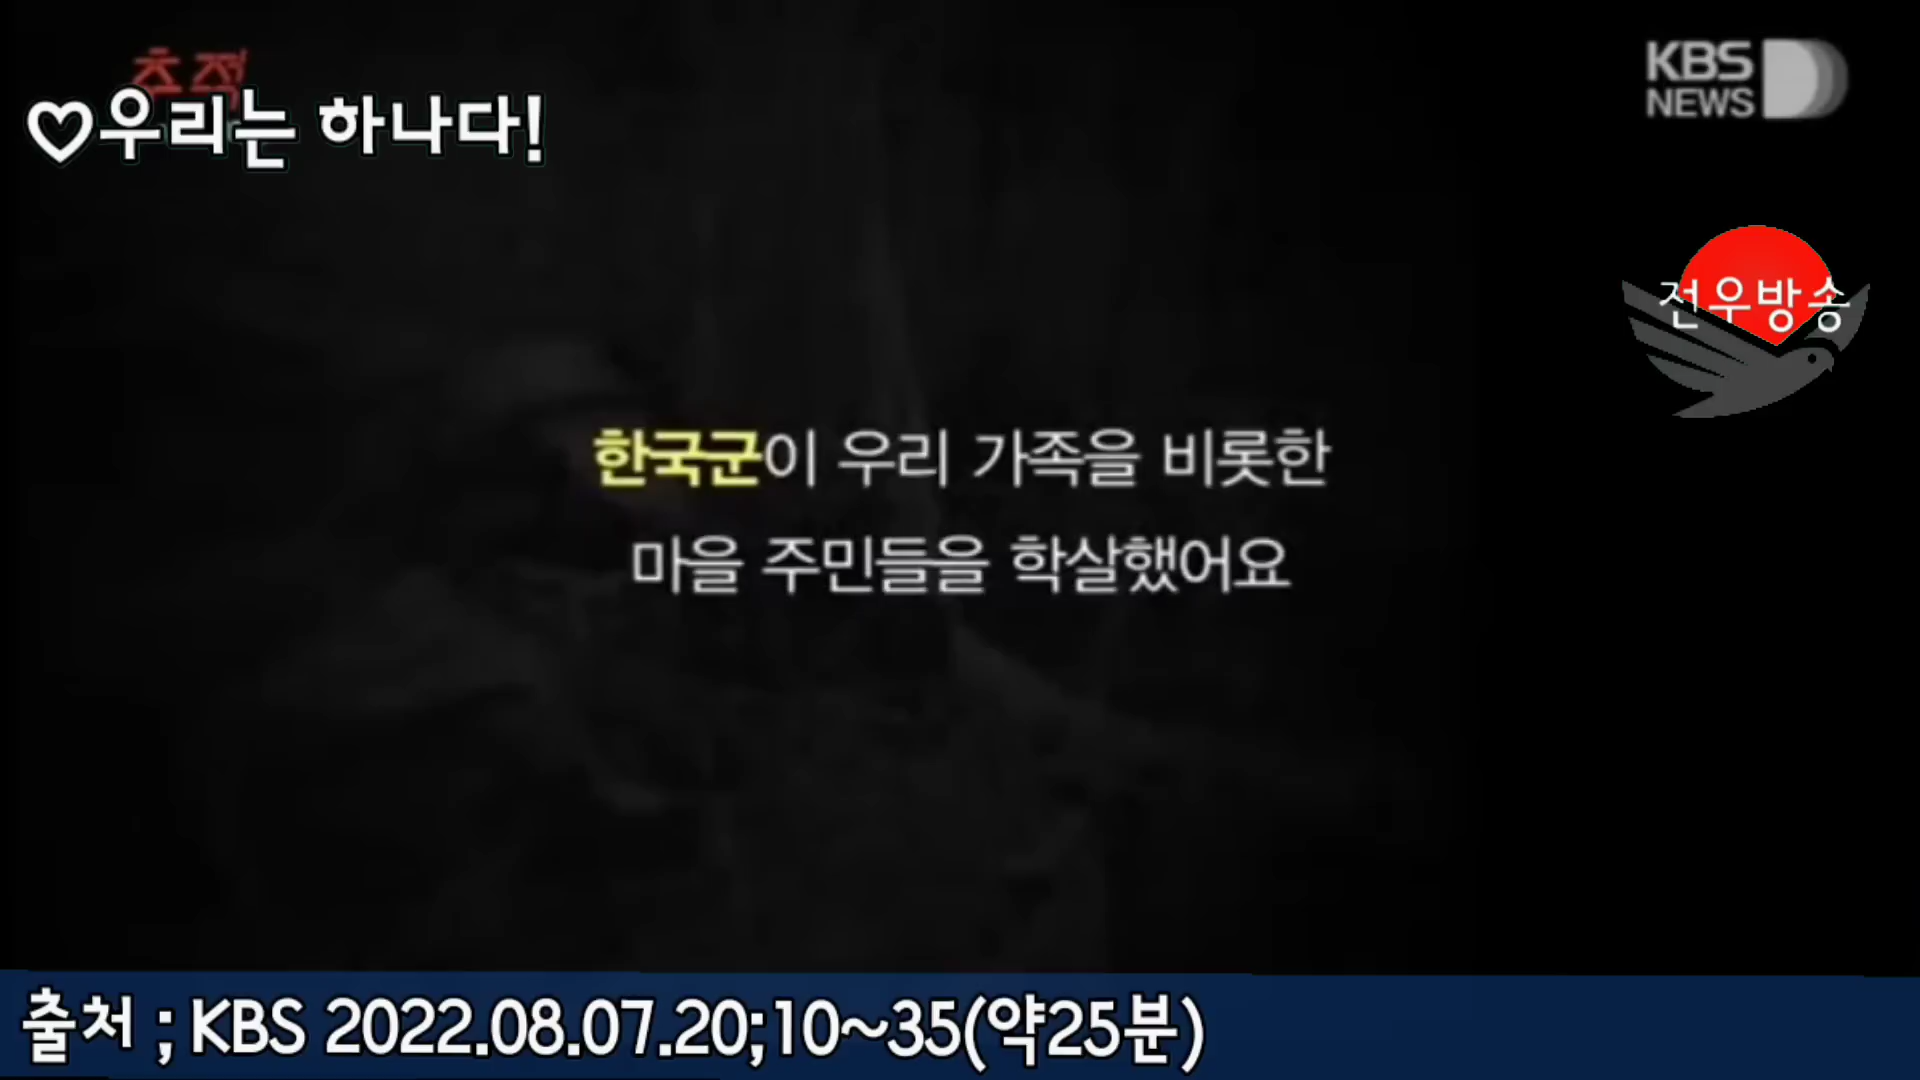 추적
♡우리는 하나다!
KBS
NEWS
전우방송
한국군이 우리 가족을 비롯한
마을 주민들을 학살했어요
출처 ; KBS 2022.08.07.20;10~35(약25분)